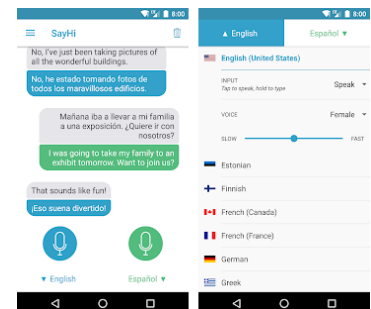 8:00
SayHi
No, I've just been taking pictures of
all the wonderful buildings.
No, he estado tomando fotos de
todos los maravillosos edificios.
Mañana iba a llevar a mi familia
a una exposición. ¿Quiere ir con
nosotros?
I was going to take my family to an
exhibit tomorrow. Want to join us?
That sounds like fun!
¡Eso suena divertido!
▼ English
Español ▼
8:00
▲ English
Español ▼
English (United States)
INPUT
Tap to speak, hold to type
Speak
VOICE
Female
SLOW
FAST
Estonian
Finnish
French (Canada)
French (France)
German
Greek